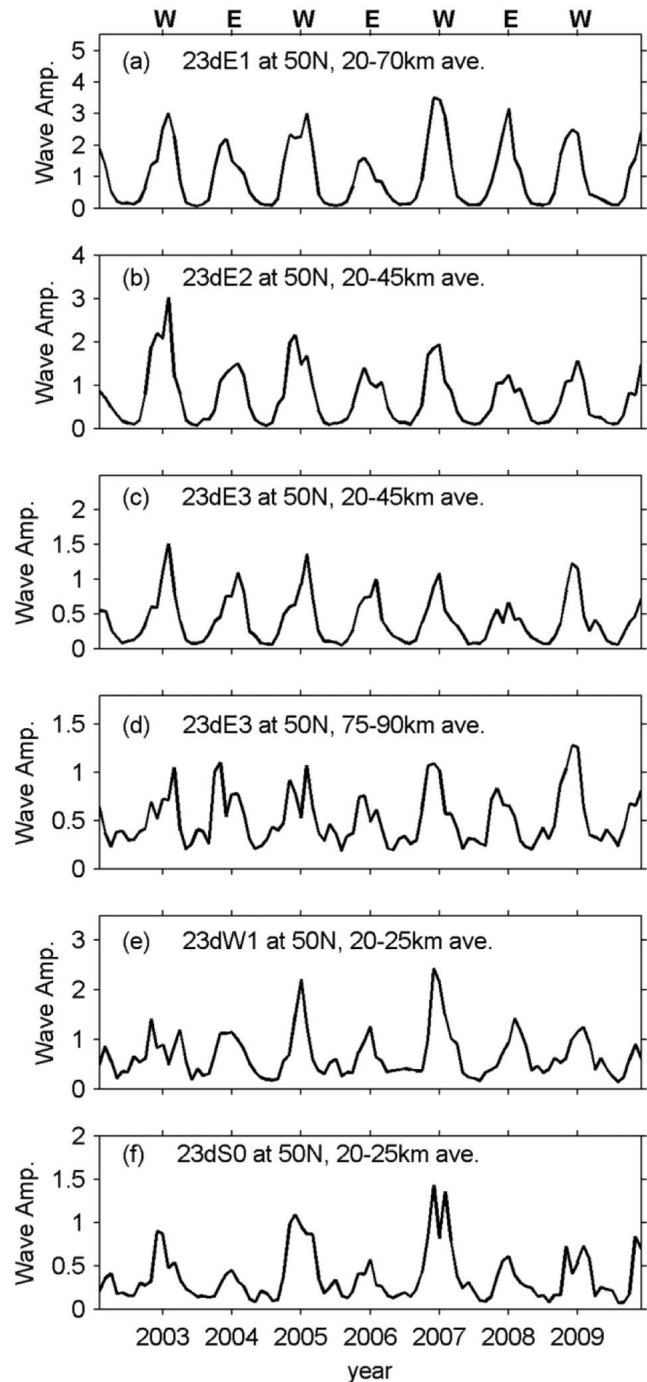 W E W E W E W
(a) 23dE1 at 50N, 20-70km ave.
Wave Amp.
5
4
3
2
1
0
(b) 23dE2 at 50N, 20-45km ave.
Wave Amp.
4
3
2
1
0
(c) 23dE3 at 50N, 20-45km ave.
Wave Amp.
2
1.5
1
0.5
0
(d) 23dE3 at 50N, 75-90km ave.
Wave Amp.
1.5
1
0.5
0
(e) 23dW1 at 50N, 20-25km ave.
Wave Amp.
3
2
1
0
(f) 23dS0 at 50N, 20-25km ave.
Wave Amp.
2
1.5
1
0.5
0
2003 2004 2005 2006 2007 2008 2009
year